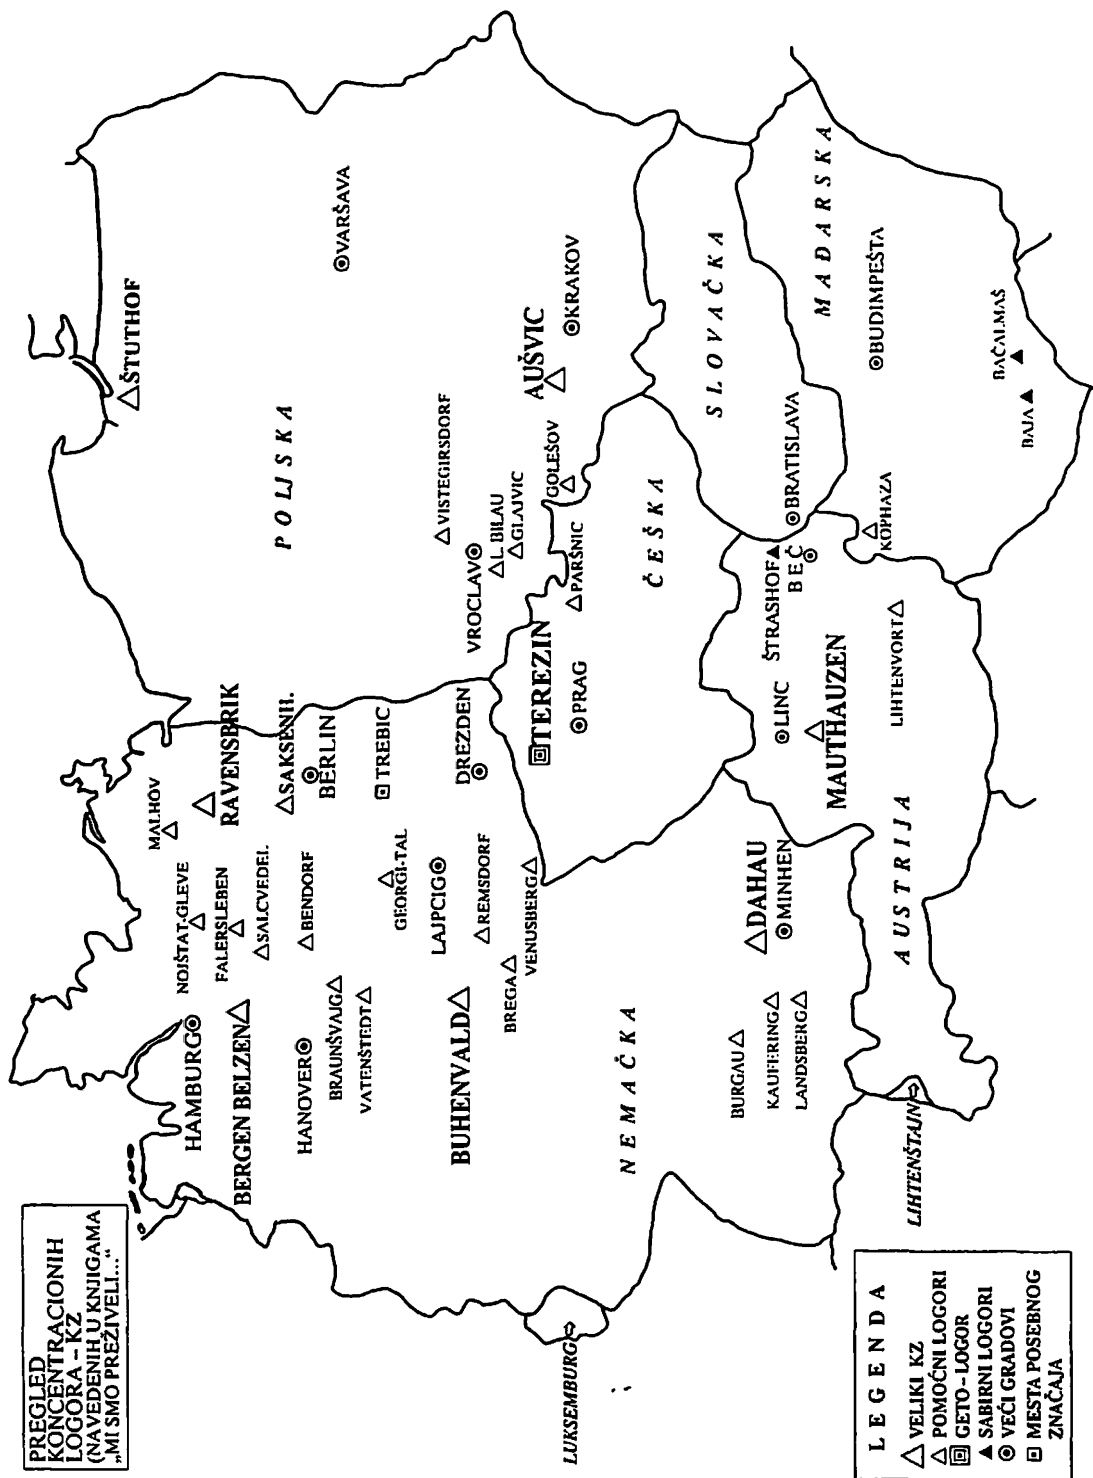 PREGLED
KONCENTRACIONIH
LOGORA – KZ
(NAVEDENIH U KNJIGAMA
„MI SMO PREŽIVELI...“
ŠTUTHOF
VARŠAVA
POLJSKA
MALHOV
RAVENSBRIK
NOJŠTAT-GLEVE
HAMBURG
FALERSLEBEN
SALCVEDEL
BERGEN BELZEN
SAKSENH.
BERLIN
BENDORF
HANOVER
BRAUNŠVAJG
VATENŠTEDT
TREBIC
GEORGI-TAL
LAJPCIG
VISTEGIRSDORF
VROCLAV
L. BILAU
GLAJVIC
DREZDEN
REMSDORF
BUHENVALD
BREGA
VENUSBERG
AUŠVIC
KRAKOV
GOLEŠOV
PARŠNIC
TEREZIN
PRAG
ČEŠKA
SLOVAČKA
NEMAČKA
LUKSEMBURG
BRATISLAVA
ŠTRASHOF
BEČ
LINC
MAUTHAUZEN
DAHAU
MINHEN
BURGAU
KAUFERING
LANDSBERG
MAĐARSKA
BUDIMPEŠTA
KOPHAZA
LIHTENVORT
AUSTRIJA
LIHTENŠTAJN
BAČALMAŠ
BAJA
LEGENDA
VELIKI KZ
POMOĆNI LOGORI
GETO – LOGOR
SABIRNI LOGORI
VEĆI GRADOVI
MESTA POSEBNOG
ZNAČAJA